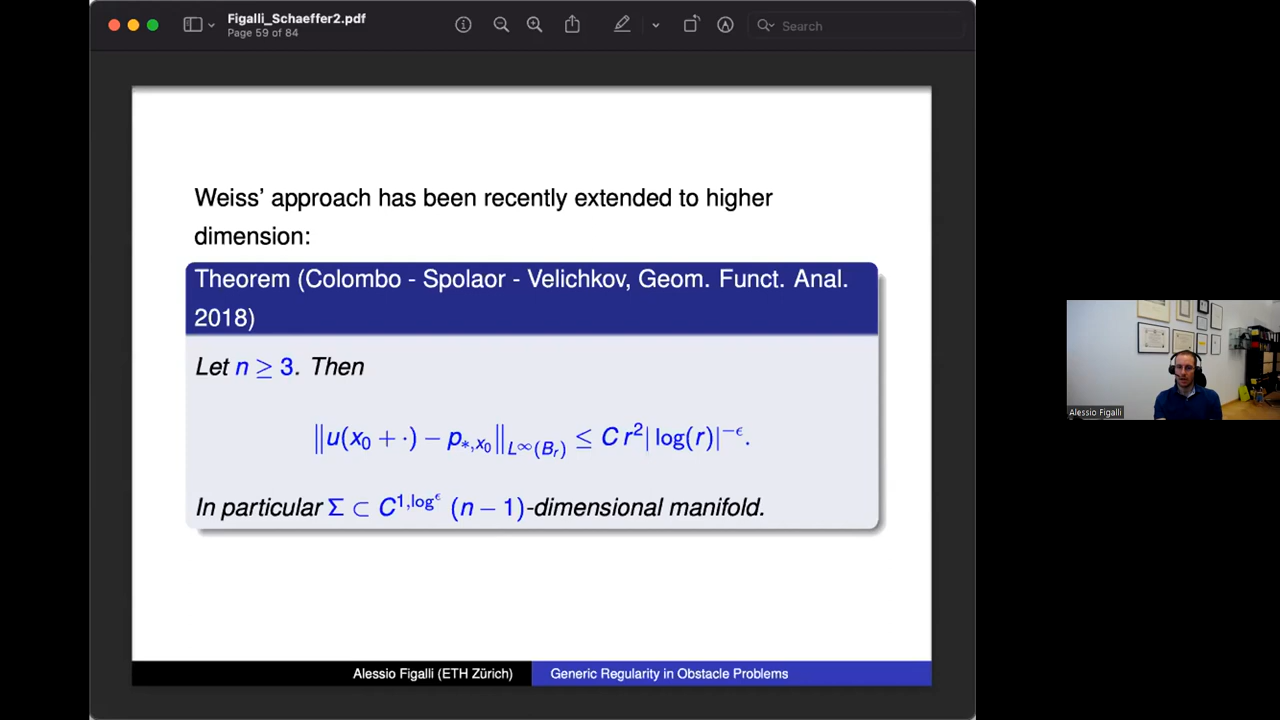 Figalli_Schaeffer2.pdf
Page 59 of 84
Search
Weiss' approach has been recently extended to higher
dimension:
Theorem (Colombo - Spolaor - Velichkov, Geom. Funct. Anal.
2018)
Let n ≥ 3. Then
‖u(x₀ + ·) − p_{*,x₀}‖_{L^∞(B_r)} ≤ C r² |log(r)|^{−ϵ}.
In particular Σ ⊂ C^{1,log^ϵ} (n − 1)-dimensional manifold.
Alessio Figalli (ETH Zürich)
Generic Regularity in Obstacle Problems
Alessio Figalli